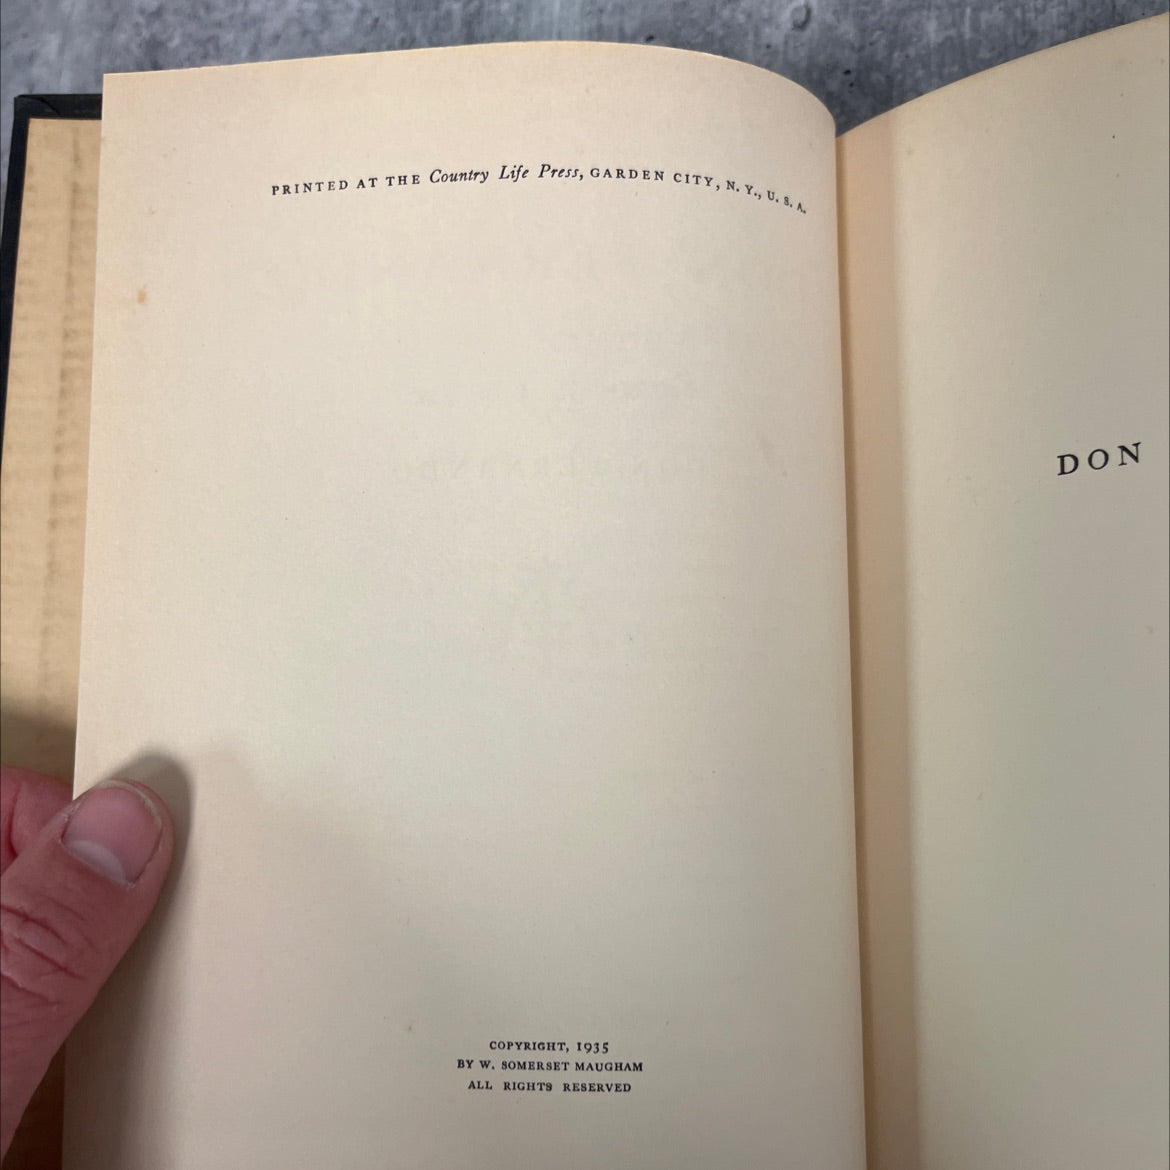 PRINTED AT THE Country Life Press, GARDEN CITY, N. Y., U. S. A.
COPYRIGHT, 1935
BY W. SOMERSET MAUGHAM
ALL RIGHTS RESERVED
DON